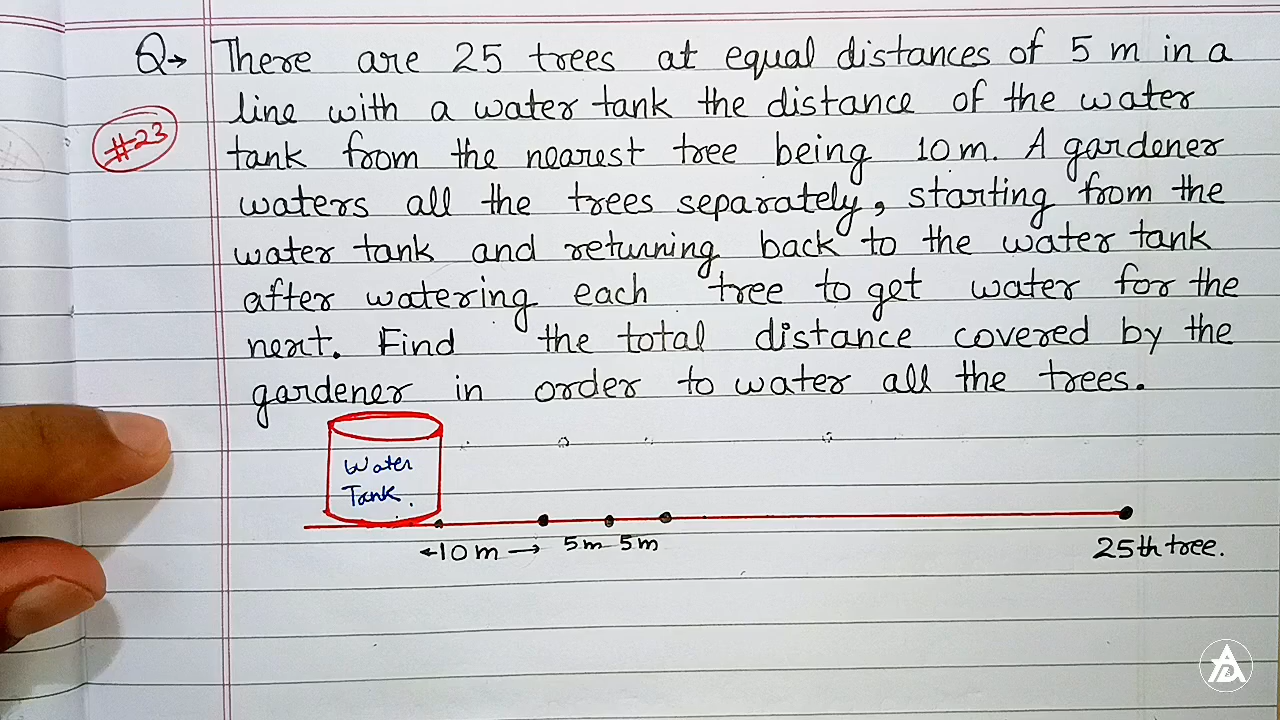 Q→ There are 25 trees at equal distances of 5 m in a
#23
line with a water tank the distance of the water
tank from the nearest tree being 10 m. A gardener
waters all the trees separately, starting from the
water tank and returning back to the water tank
after watering each tree to get water for the
next. Find the total distance covered by the
gardener in order to water all the trees.
Water
Tank.
←10 m→ 5m 5m
25th tree.